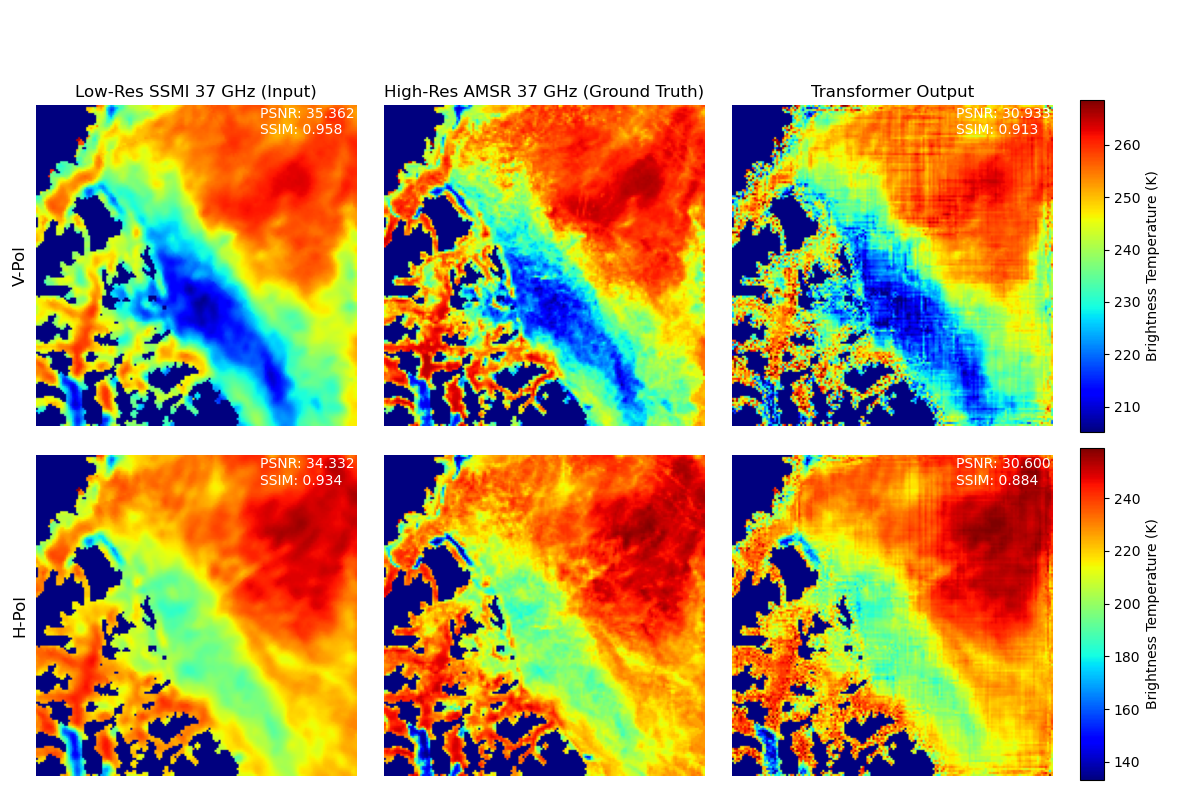 Low-Res SSMI 37 GHz (Input)
High-Res AMSR 37 GHz (Ground Truth)
Transformer Output
PSNR: 35.362
SSIM: 0.958
PSNR: 30.933
SSIM: 0.913
V-Pol
260
250
240
230
220
210
Brightness Temperature (K)
PSNR: 34.332
SSIM: 0.934
PSNR: 30.600
SSIM: 0.884
H-Pol
240
220
200
180
160
140
Brightness Temperature (K)